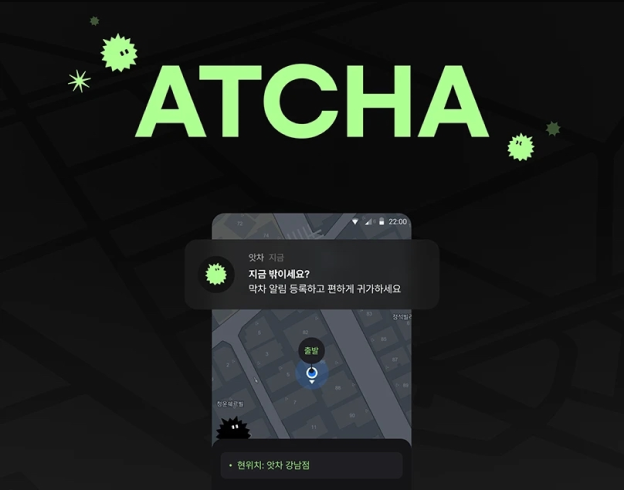 ATCHA
22:00
앗차 지금
지금 밖이세요?
막차 알림 등록하고 편하게 귀가하세요
출발
• 현위치: 앗차 강남점